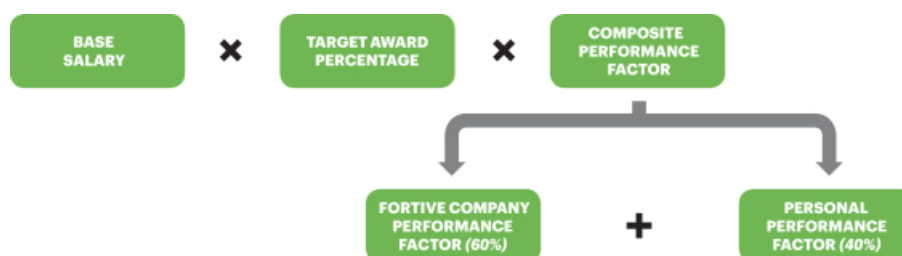 BASE
SALARY
×
TARGET AWARD
PERCENTAGE
×
COMPOSITE
PERFORMANCE
FACTOR
FORTIVE COMPANY
PERFORMANCE
FACTOR (60%)
+
PERSONAL
PERFORMANCE
FACTOR (40%)